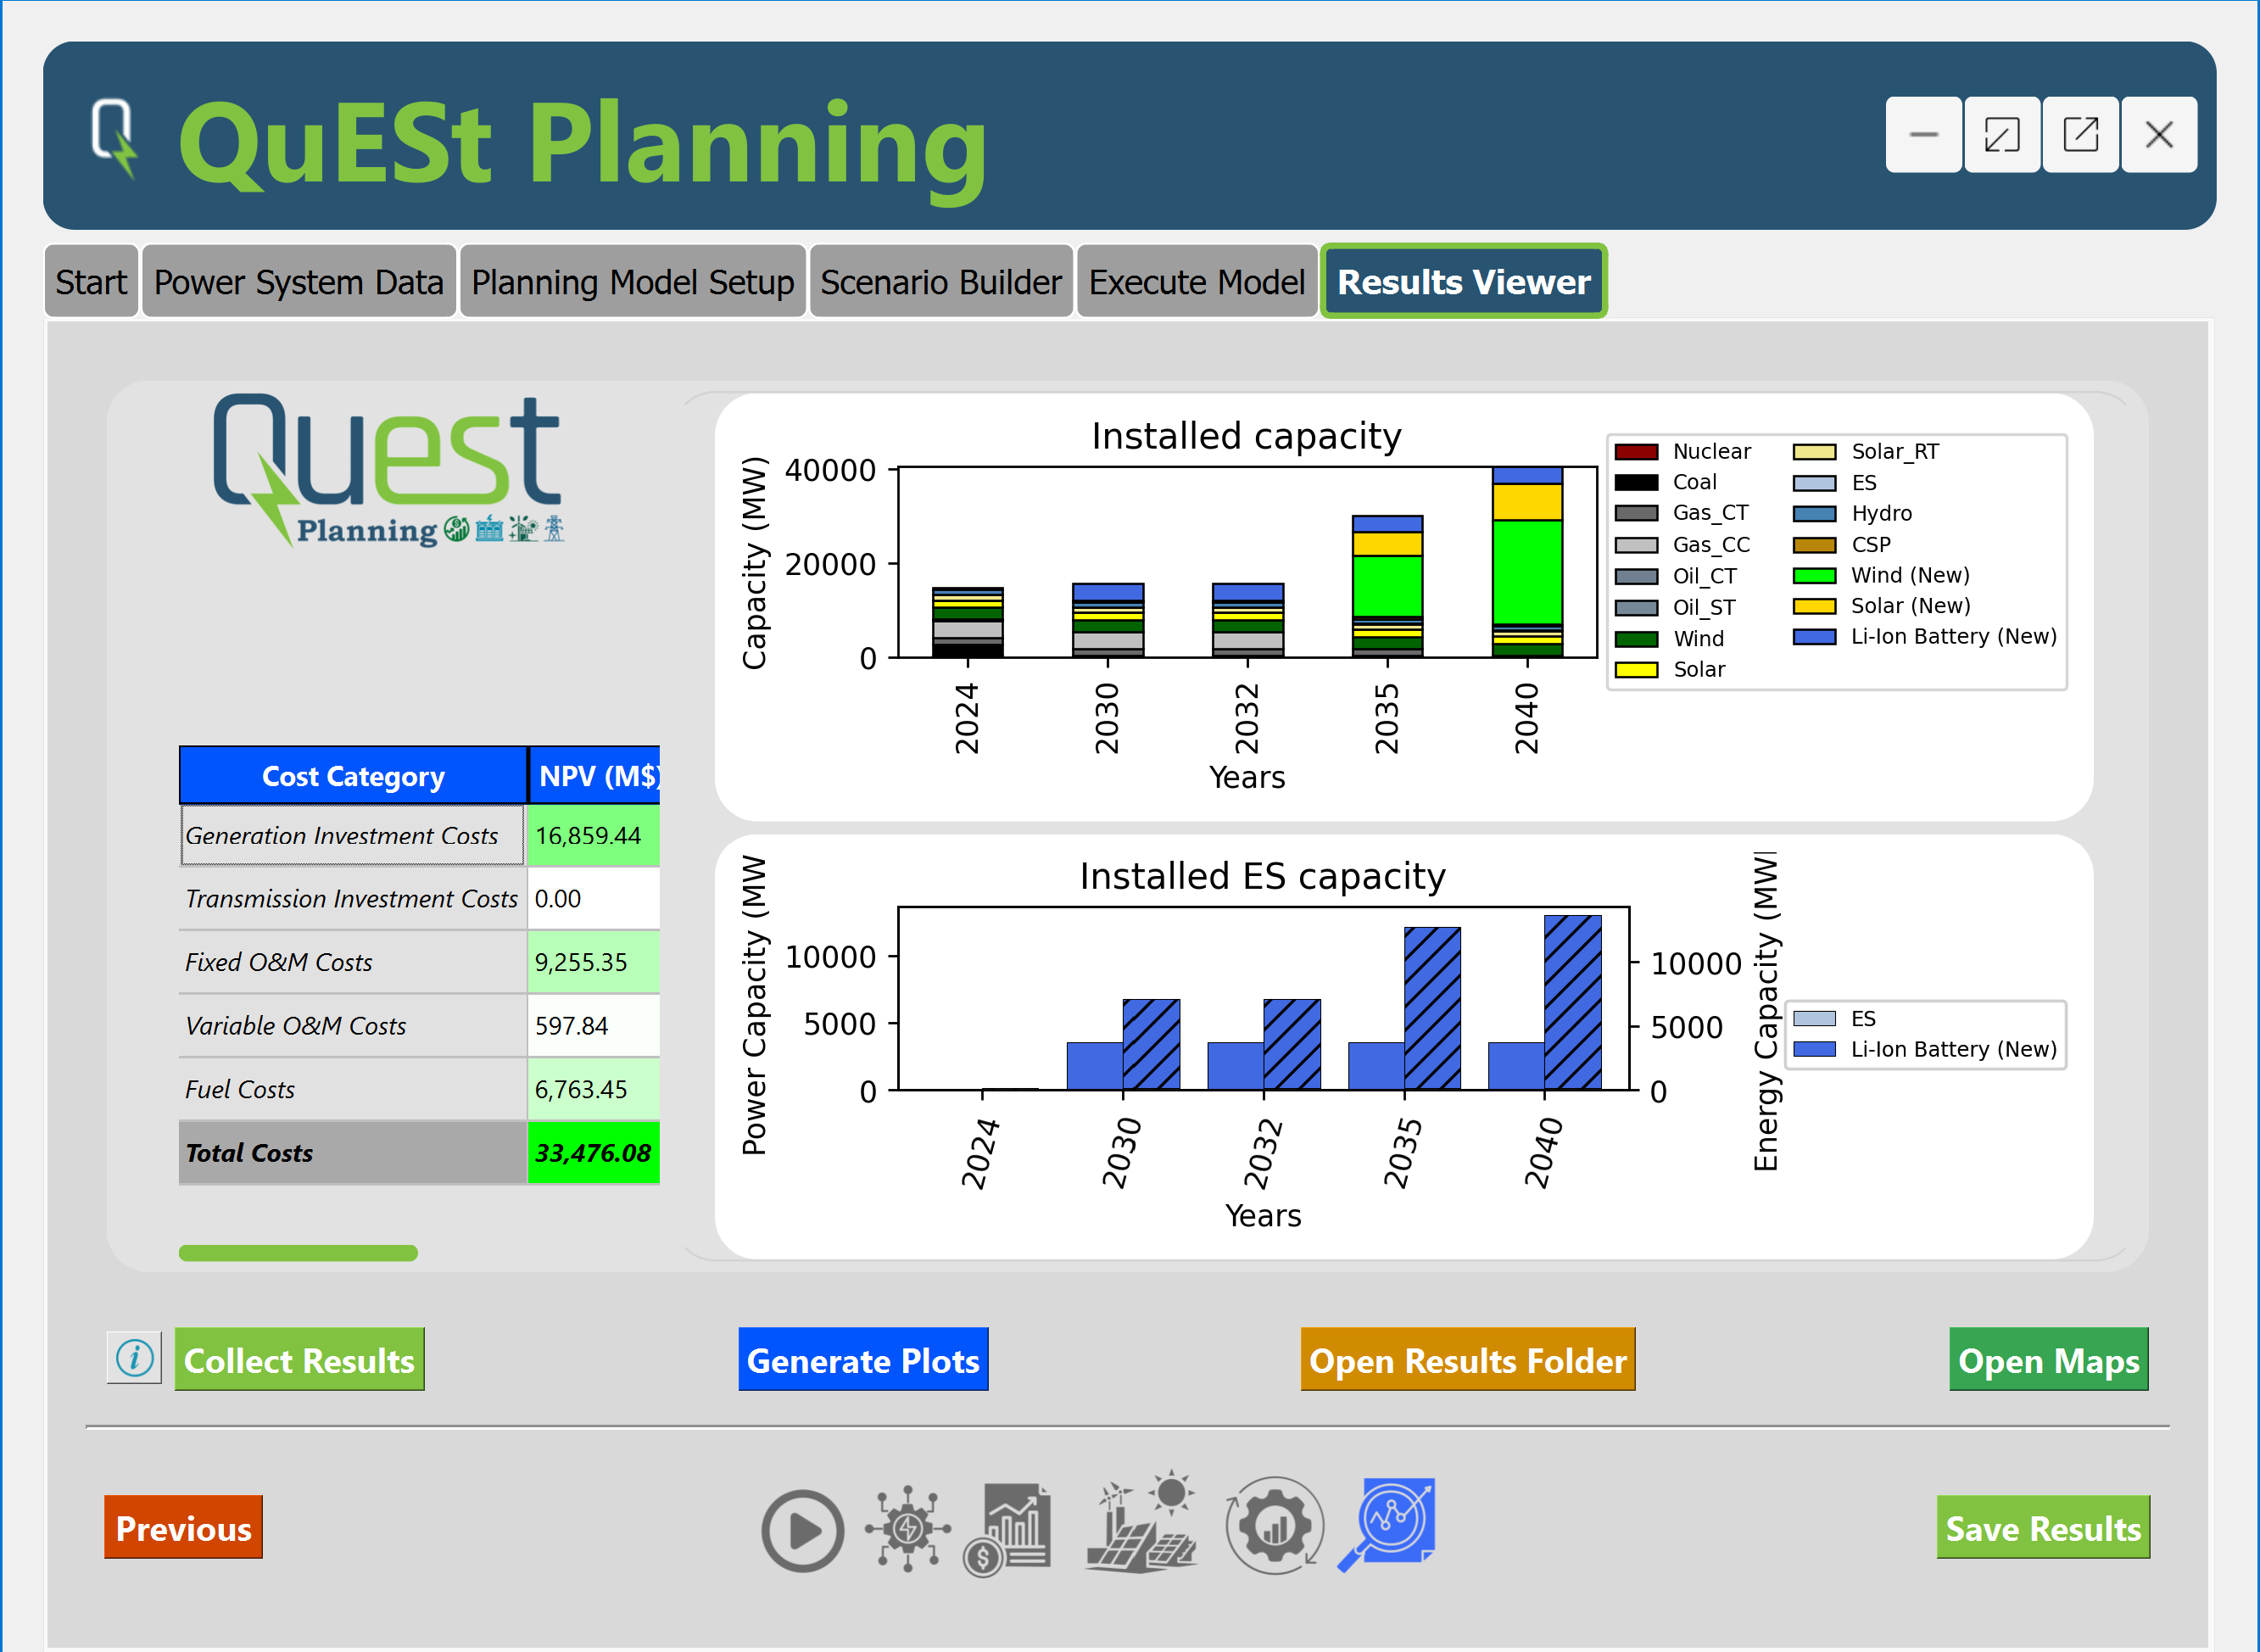 QuESt Planning
Start
Power System Data
Planning Model Setup
Scenario Builder
Execute Model
Results Viewer
Quest
Planning
Cost Category
NPV (M$)
Generation Investment Costs
16,859.44
Transmission Investment Costs
0.00
Fixed O&M Costs
9,255.35
Variable O&M Costs
597.84
Fuel Costs
6,763.45
Total Costs
33,476.08
Installed capacity
Capacity (MW)
40000
20000
0
2024
2030
2032
2035
2040
Years
Nuclear
Coal
Gas_CT
Gas_CC
Oil_CT
Oil_ST
Wind
Solar
Solar_RT
ES
Hydro
CSP
Wind (New)
Solar (New)
Li-Ion Battery (New)
Installed ES capacity
Power Capacity (MW
10000
5000
0
2024
2030
2032
2035
2040
Years
10000
5000
0
Energy Capacity (MW
ES
Li-Ion Battery (New)
i
Collect Results
Generate Plots
Open Results Folder
Open Maps
Previous
$
Save Results